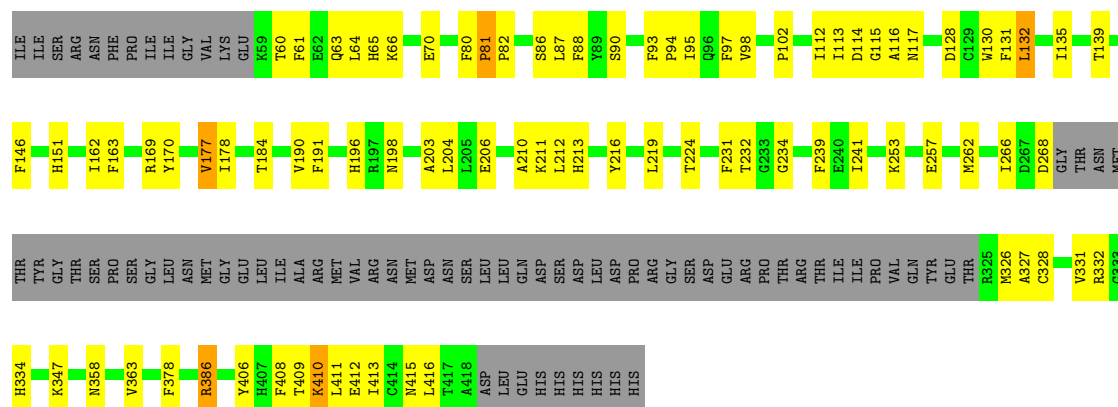 ILE ILE SER ARG ASN PHE PRO ILE ILE GLY VAL LYS GLU K59 T60 F61 E62 Q63 L64 H65 K66 E70 F80 P81 P82 S86 L87 F88 Y89 S90 F93 P94 I95 Q96 F97 V98 P102 I112 I113 D114 G115 A116 N117 D128 C129 W130 F131 L132 I135 T139
F146 H151 I162 F163 R169 Y170 V177 I178 T184 V190 F191 H196 R197 N198 A203 L204 L205 E206 A210 K211 L212 H213 Y216 L219 T224 F231 T232 G233 G234 F239 E240 I241 K253 E257 M262 I266 D267 D268 GLY THR ASN MET
THR TYR GLY THR SER PRO SER GLY LEU ASN MET GLY GLU LEU ILE ALA ARG MET VAL ARG ASN MET ASP ASN SER LEU LEU GLN ASP SER ASP LEU ASP PRO ARG GLY SER ASP GLU ARG PRO THR ARG THR ILE ILE PRO VAL GLN TYR GLU THR R325 M326 A327 C328 V331 R332 G333
H334 K347 N358 V363 F378 R386 Y406 H407 F408 T409 K410 L411 E412 I413 C414 N415 L416 T417 A418 ASP LEU GLU HIS HIS HIS HIS HIS HIS